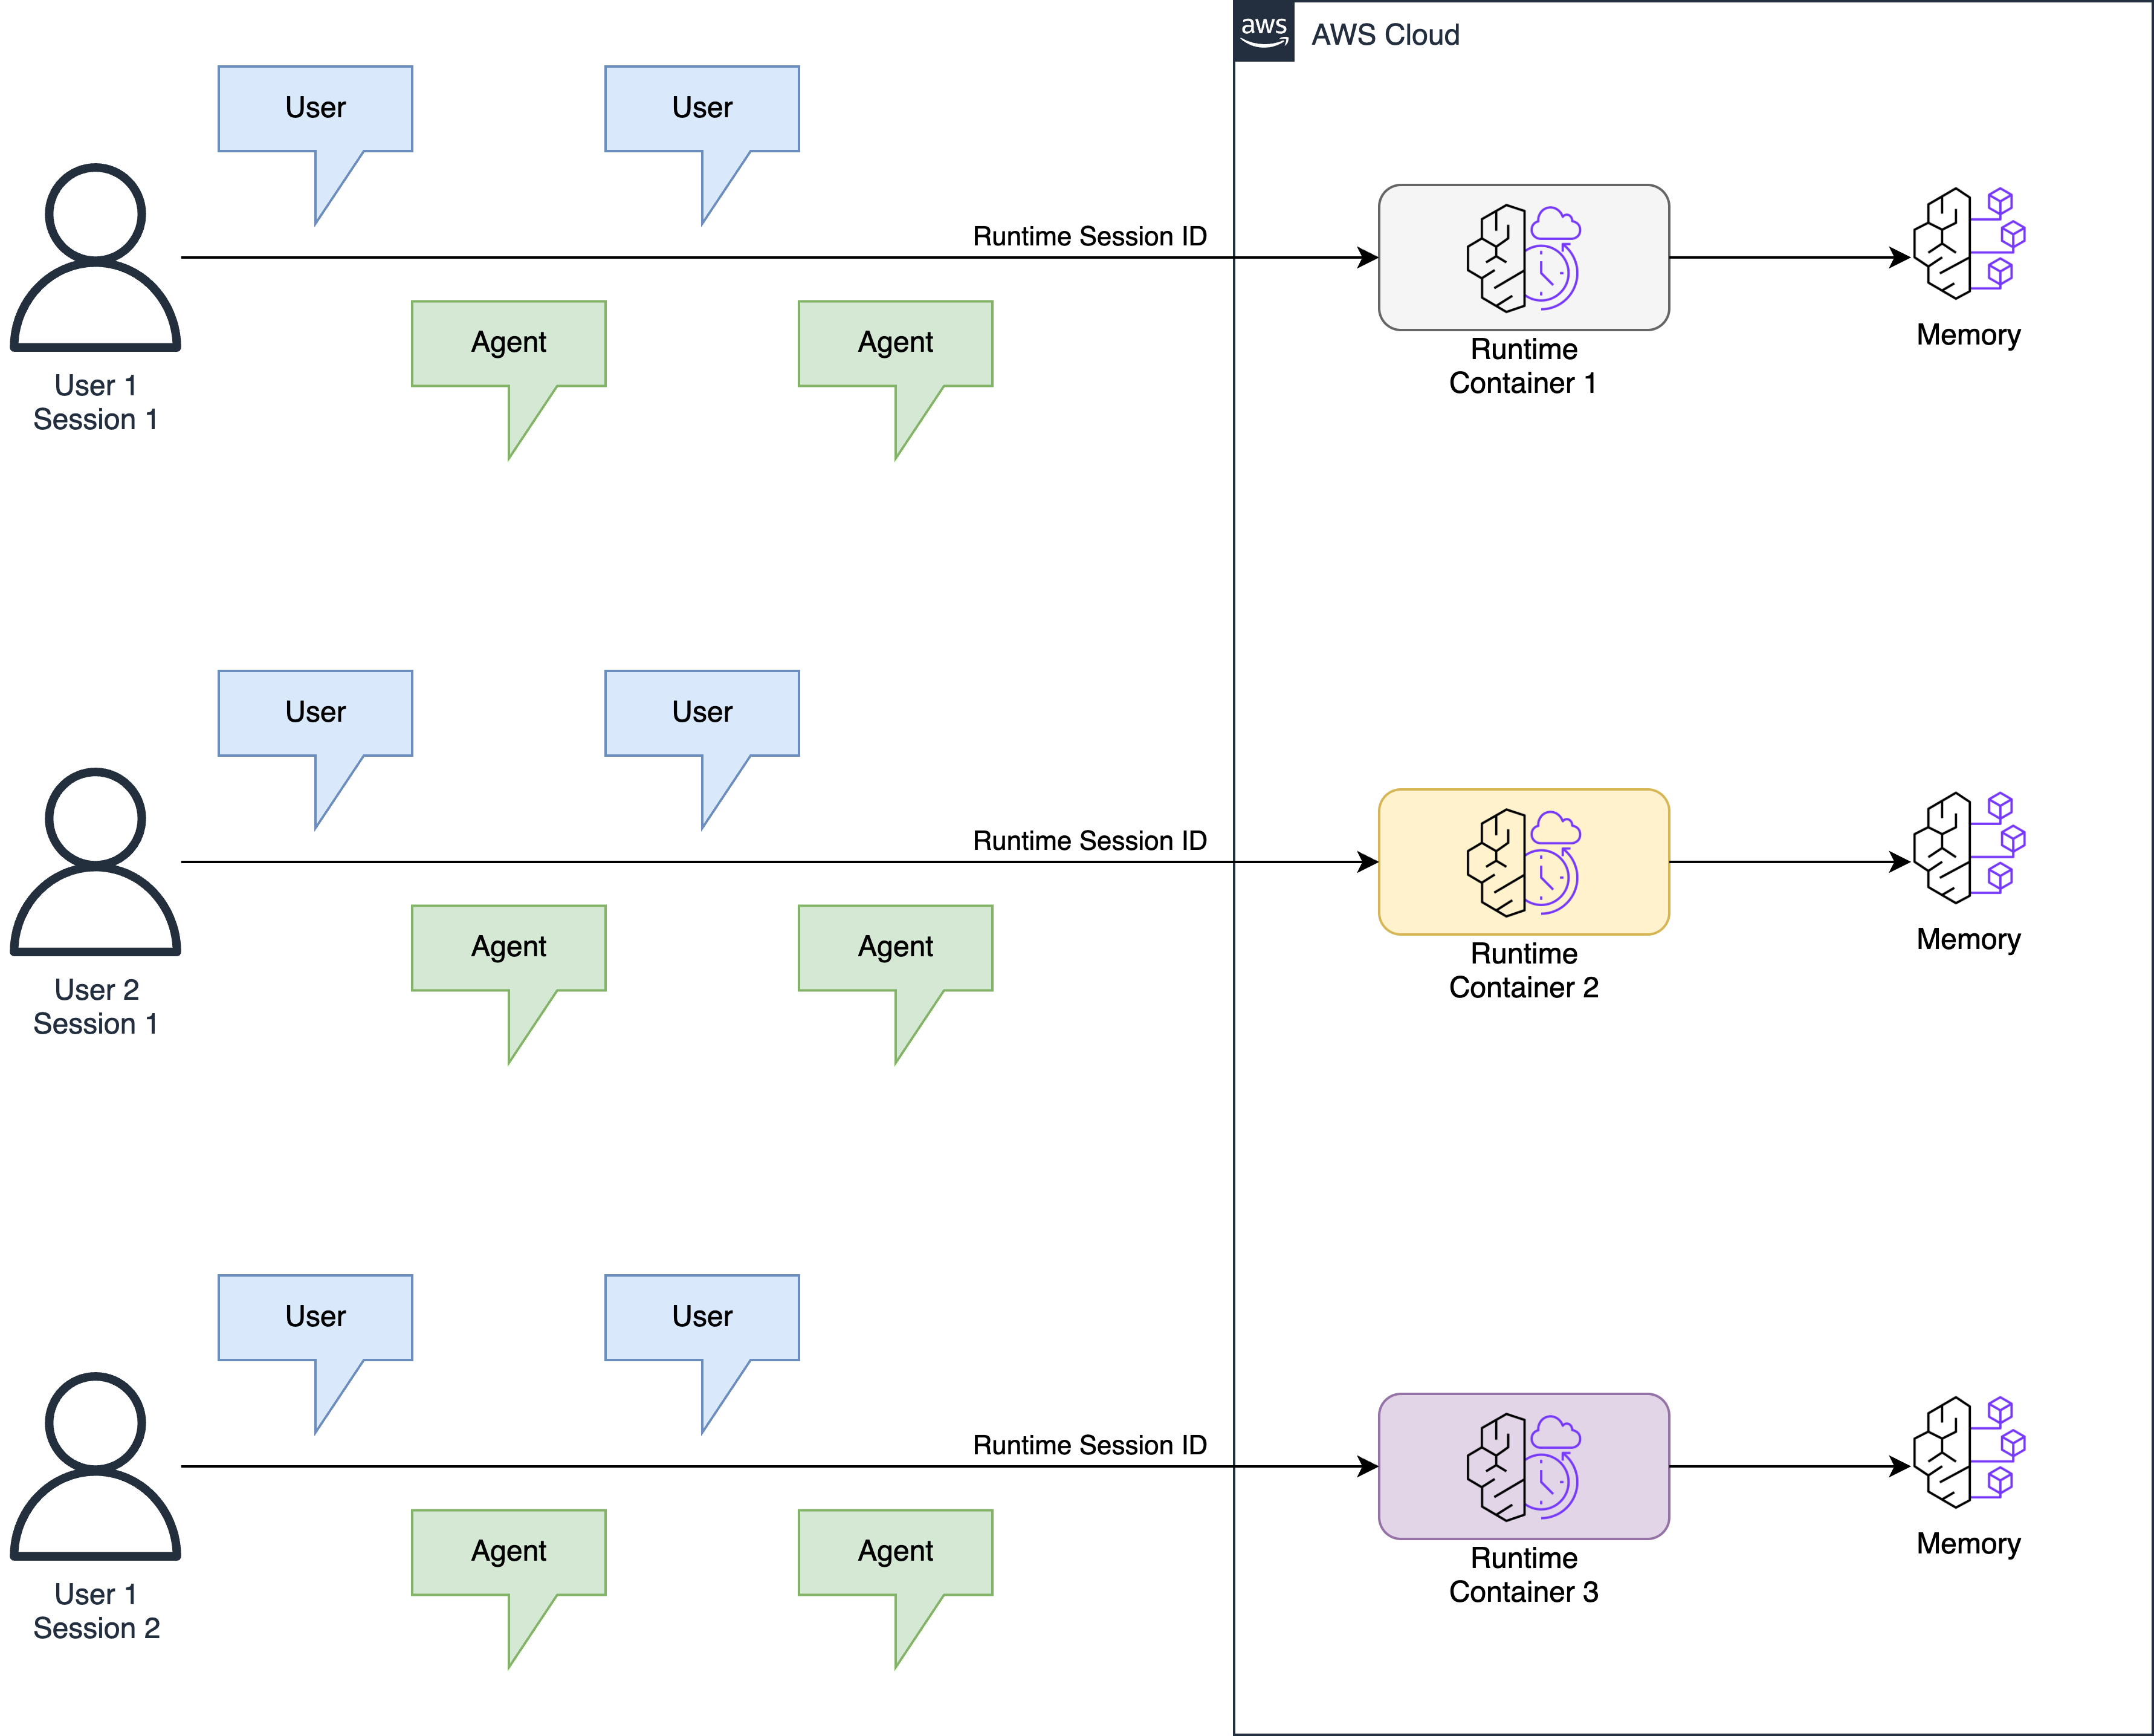 aws
AWS Cloud
User
User
Runtime Session ID
Agent
Agent
User 1
Session 1
Runtime
Container 1
Memory
User
User
Runtime Session ID
Agent
Agent
User 2
Session 1
Runtime
Container 2
Memory
User
User
Runtime Session ID
Agent
Agent
User 1
Session 2
Runtime
Container 3
Memory